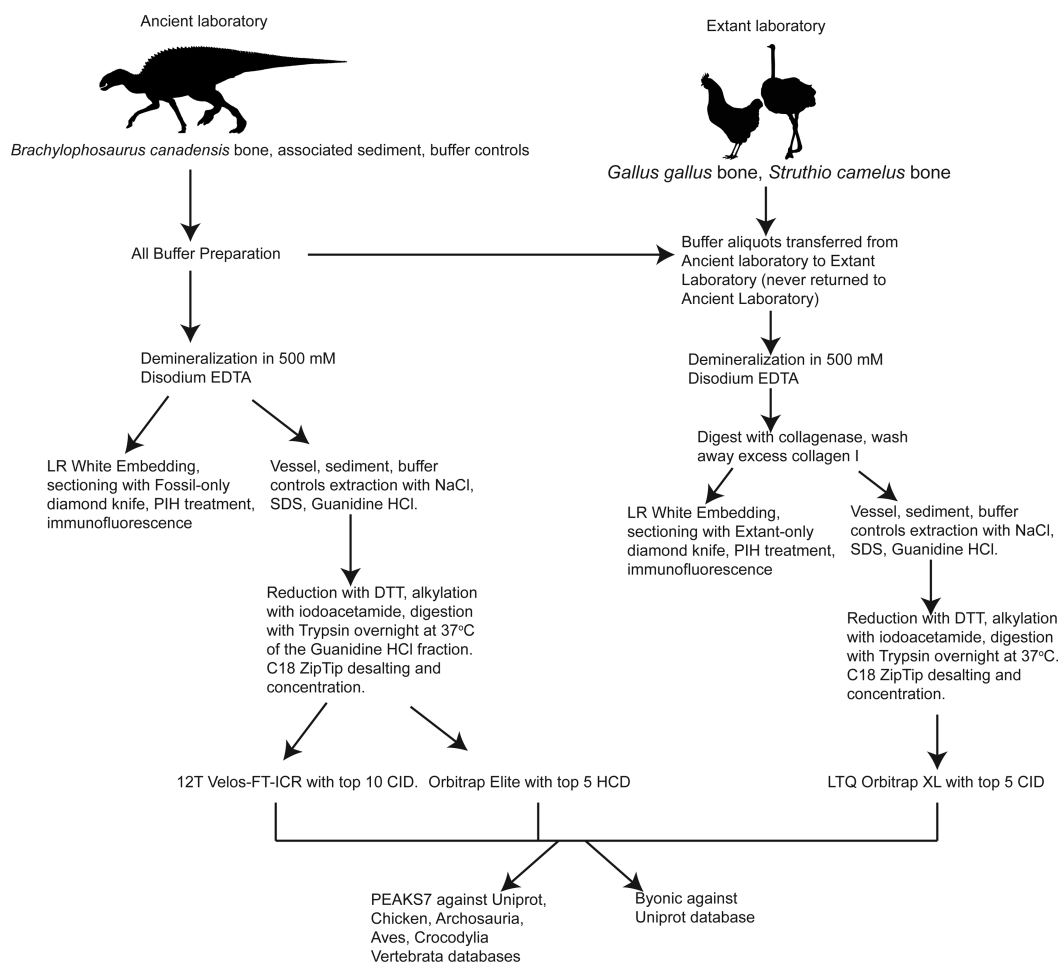 Ancient laboratory
Extant laboratory
Brachylophosaurus canadensis bone, associated sediment, buffer controls
Gallus gallus bone, Struthio camelus bone
All Buffer Preparation
Buffer aliquots transferred from
Ancient laboratory to Extant
Laboratory (never returned to
Ancient Laboratory)
Demineralization in 500 mM
Disodium EDTA
Demineralization in 500 mM
Disodium EDTA
Digest with collagenase, wash
away excess collagen I
LR White Embedding,
sectioning with Fossil-only
diamond knife, PIH treatment,
immunofluorescence
Vessel, sediment, buffer
controls extraction with NaCl,
SDS, Guanidine HCl.
LR White Embedding,
sectioning with Extant-only
diamond knife, PIH treatment,
immunofluorescence
Vessel, sediment, buffer
controls extraction with NaCl,
SDS, Guanidine HCl.
Reduction with DTT, alkylation
with iodoacetamide, digestion
with Trypsin overnight at 37°C
of the Guanidine HCl fraction.
C18 ZipTip desalting and
concentration.
Reduction with DTT, alkylation
with iodoacetamide, digestion
with Trypsin overnight at 37°C.
C18 ZipTip desalting and
concentration.
12T Velos-FT-ICR with top 10 CID.
Orbitrap Elite with top 5 HCD
LTQ Orbitrap XL with top 5 CID
PEAKS7 against Uniprot,
Chicken, Archosauria,
Aves, Crocodylia
Vertebrata databases
Byonic against
Uniprot database